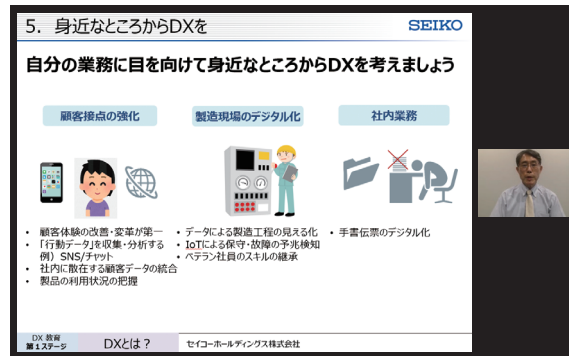 5. 身近なところからDXを
SEIKO
自分の業務に目を向けて身近なところからDXを考えましょう
顧客接点の強化
製造現場のデジタル化
社内業務
• 顧客体験の改善・変革が第一
• 「行動データ」を収集・分析する
例）SNS/チャット
• 社内に散在する顧客データの統合
• 製品の利用状況の把握
• データによる製造工程の見える化
• IoTによる保守・故障の予兆検知
• ベテラン社員のスキルの継承
• 手書伝票のデジタル化
DX 教育
第1ステージ
DXとは？
セイコーホールディングス株式会社